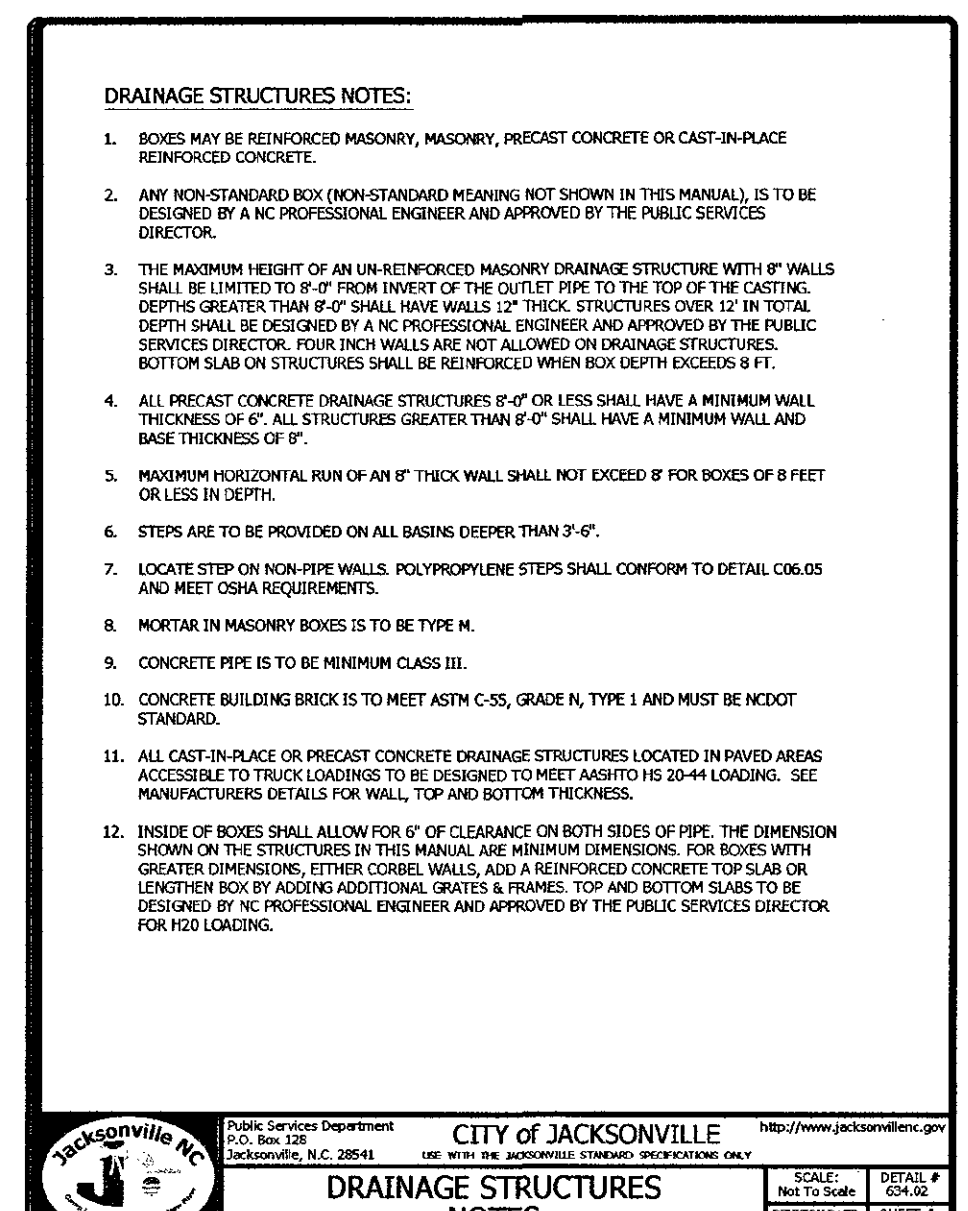 DRAINAGE STRUCTURES NOTES:
1. BOXES MAY BE REINFORCED MASONRY, MASONRY, PRECAST CONCRETE OR CAST-IN-PLACE
REINFORCED CONCRETE.
2. ANY NON-STANDARD BOX (NON-STANDARD MEANING NOT SHOWN IN THIS MANUAL), IS TO BE
DESIGNED BY A NC PROFESSIONAL ENGINEER AND APPROVED BY THE PUBLIC SERVICES
DIRECTOR.
3. THE MAXIMUM HEIGHT OF AN UN-REINFORCED MASONRY DRAINAGE STRUCTURE WITH 8" WALLS
SHALL BE LIMITED TO 8'-0" FROM INVERT OF THE OUTLET PIPE TO THE TOP OF THE CASTING.
DEPTHS GREATER THAN 8'-0" SHALL HAVE WALLS 12" THICK. STRUCTURES OVER 12' IN TOTAL
DEPTH SHALL BE DESIGNED BY A NC PROFESSIONAL ENGINEER AND APPROVED BY THE PUBLIC
SERVICES DIRECTOR. FOUR INCH WALLS ARE NOT ALLOWED ON DRAINAGE STRUCTURES.
BOTTOM SLAB ON STRUCTURES SHALL BE REINFORCED WHEN BOX DEPTH EXCEEDS 8 FT.
4. ALL PRECAST CONCRETE DRAINAGE STRUCTURES 8'-0" OR LESS SHALL HAVE A MINIMUM WALL
THICKNESS OF 6". ALL STRUCTURES GREATER THAN 8'-0" SHALL HAVE A MINIMUM WALL AND
BASE THICKNESS OF 8".
5. MAXIMUM HORIZONTAL RUN OF AN 8" THICK WALL SHALL NOT EXCEED 8' FOR BOXES OF 8 FEET
OR LESS IN DEPTH.
6. STEPS ARE TO BE PROVIDED ON ALL BASINS DEEPER THAN 3'-6".
7. LOCATE STEP ON NON-PIPE WALLS. POLYPROPYLENE STEPS SHALL CONFORM TO DETAIL C06.05
AND MEET OSHA REQUIREMENTS.
8. MORTAR IN MASONRY BOXES IS TO BE TYPE M.
9. CONCRETE PIPE IS TO BE MINIMUM CLASS III.
10. CONCRETE BUILDING BRICK IS TO MEET ASTM C-55, GRADE N, TYPE 1 AND MUST BE NCDOT
STANDARD.
11. ALL CAST-IN-PLACE OR PRECAST CONCRETE DRAINAGE STRUCTURES LOCATED IN PAVED AREAS
ACCESSIBLE TO TRUCK LOADINGS TO BE DESIGNED TO MEET AASHTO HS 20-44 LOADING. SEE
MANUFACTURERS DETAILS FOR WALL, TOP AND BOTTOM THICKNESS.
12. INSIDE OF BOXES SHALL ALLOW FOR 6" OF CLEARANCE ON BOTH SIDES OF PIPE. THE DIMENSION
SHOWN ON THE STRUCTURES IN THIS MANUAL ARE MINIMUM DIMENSIONS. FOR BOXES WITH
GREATER DIMENSIONS, EITHER CORBEL WALLS, ADD A REINFORCED CONCRETE TOP SLAB OR
LENGTHEN BOX BY ADDING ADDITIONAL GRATES & FRAMES. TOP AND BOTTOM SLABS TO BE
DESIGNED BY NC PROFESSIONAL ENGINEER AND APPROVED BY THE PUBLIC SERVICES DIRECTOR
FOR H20 LOADING.
Jacksonville NC
Public Services Department
P.O. Box 128
Jacksonville, N.C. 28541
CITY of JACKSONVILLE
USE WITH THE JACKSONVILLE STANDARD SPECIFICATIONS ONLY
http://www.jacksonvillenc.gov
DRAINAGE STRUCTURES
NOTES
SCALE:
Not To Scale
DETAIL #
634.02